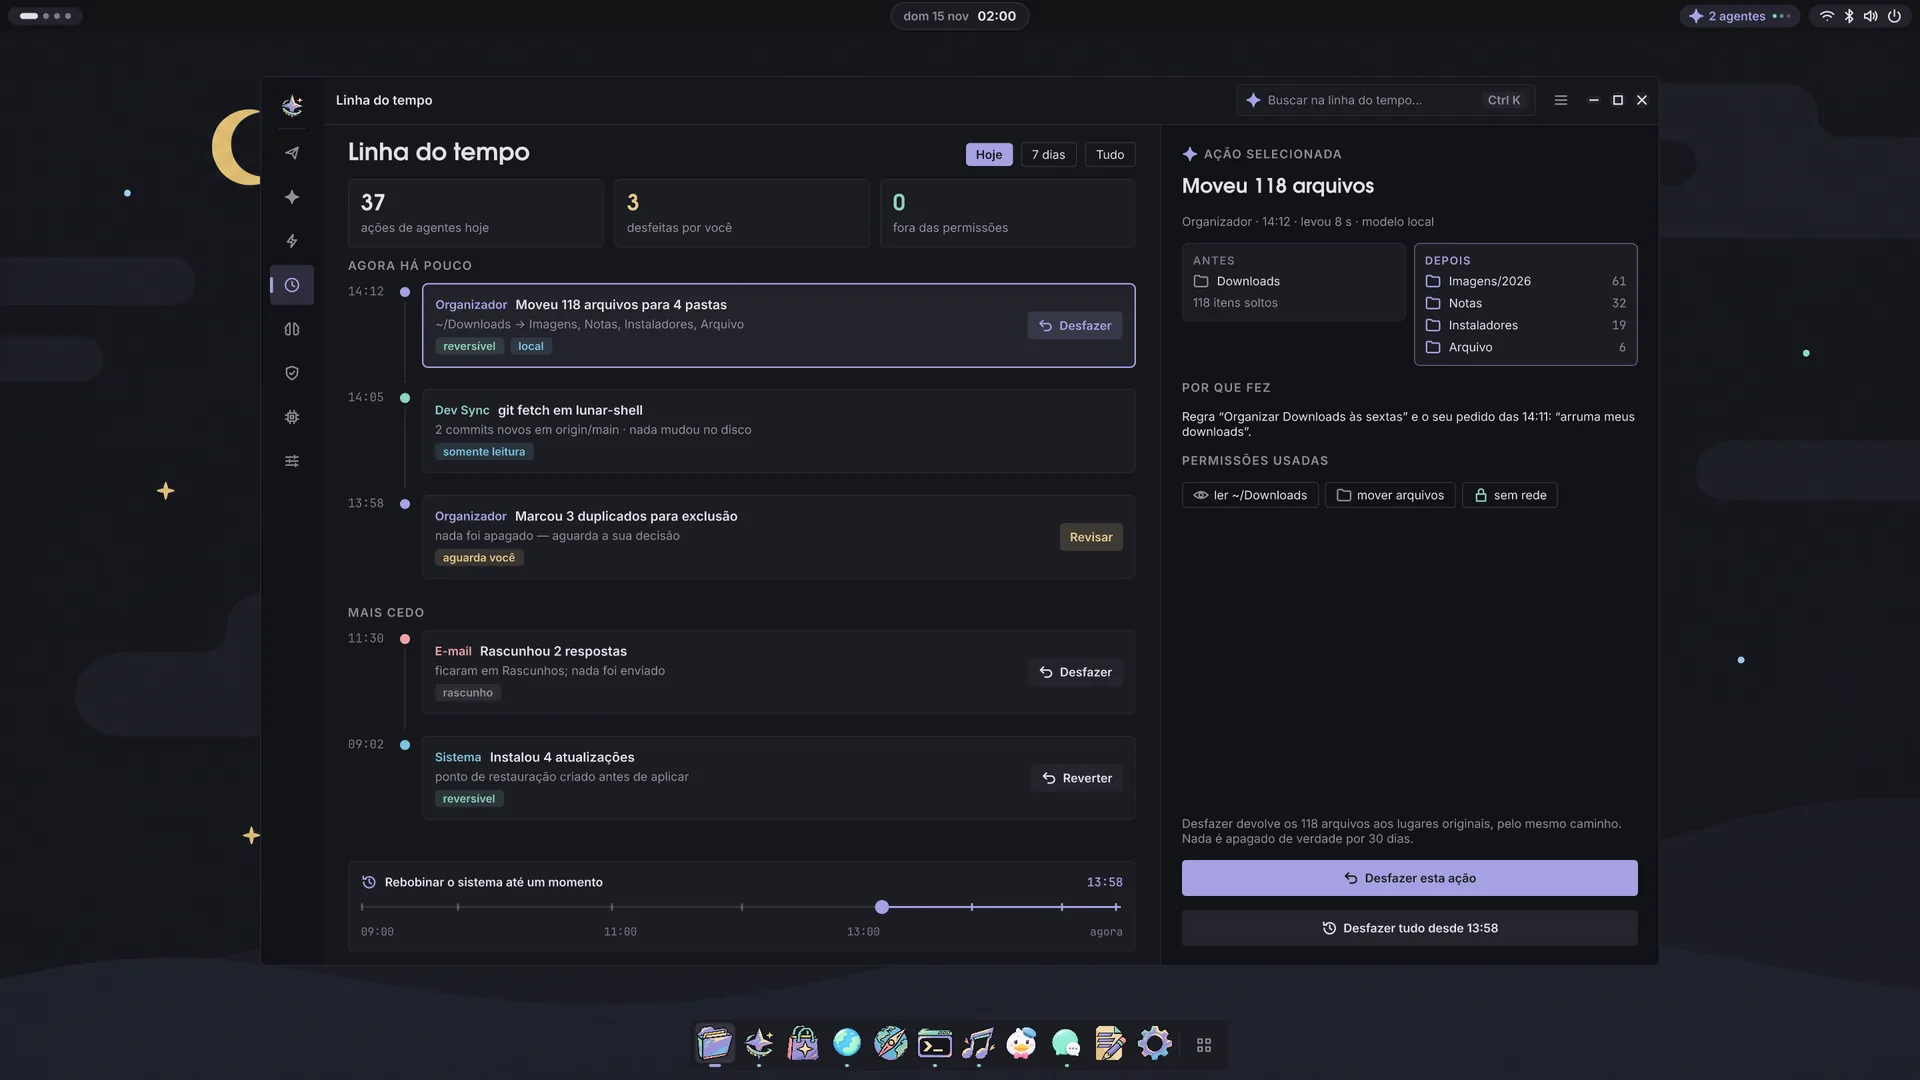 dom 15 nov 02:00
2 agentes
Linha do tempo
Buscar na linha do tempo... Ctrl K
Linha do tempo
Hoje 7 dias Tudo
37
ações de agentes hoje
3
desfeitas por você
0
fora das permissões
AGORA HÁ POUCO
14:12
Organizador Moveu 118 arquivos para 4 pastas
~/Downloads → Imagens, Notas, Instaladores, Arquivo
reversível local
Desfazer
14:05
Dev Sync git fetch em lunar-shell
2 commits novos em origin/main · nada mudou no disco
somente leitura
13:58
Organizador Marcou 3 duplicados para exclusão
nada foi apagado — aguarda a sua decisão
aguarda você
Revisar
MAIS CEDO
11:30
E-mail Rascunhou 2 respostas
ficaram em Rascunhos; nada foi enviado
rascunho
Desfazer
09:02
Sistema Instalou 4 atualizações
ponto de restauração criado antes de aplicar
reversível
Reverter
Rebobinar o sistema até um momento 13:58
09:00 11:00 13:00 agora
AÇÃO SELECIONADA
Moveu 118 arquivos
Organizador · 14:12 · levou 8 s · modelo local
ANTES
Downloads
118 itens soltos
DEPOIS
Imagens/2026 61
Notas 32
Instaladores 19
Arquivo 6
POR QUE FEZ
Regra “Organizar Downloads às sextas” e o seu pedido das 14:11: “arruma meus
downloads”.
PERMISSÕES USADAS
ler ~/Downloads mover arquivos sem rede
Desfazer devolve os 118 arquivos aos lugares originais, pelo mesmo caminho.
Nada é apagado de verdade por 30 dias.
Desfazer esta ação
Desfazer tudo desde 13:58